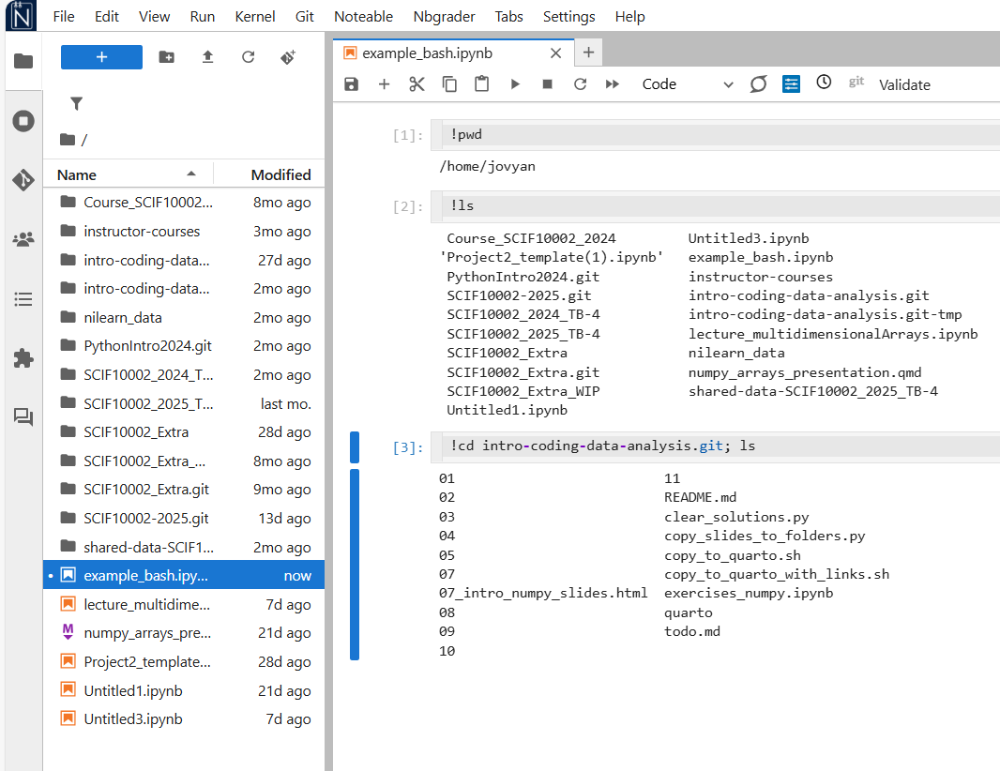 N File Edit View Run Kernel Git Noteable Nbgrader Tabs Settings Help
+
/
Name Modified
Course_SCIF10002... 8mo ago
instructor-courses 3mo ago
intro-coding-data... 27d ago
intro-coding-data... 2mo ago
nilearn_data 2mo ago
PythonIntro2024.git 2mo ago
SCIF10002_2024_T... 2mo ago
SCIF10002_2025_T... last mo.
SCIF10002_Extra 28d ago
SCIF10002_Extra_... 8mo ago
SCIF10002_Extra.git 9mo ago
SCIF10002-2025.git 13d ago
shared-data-SCIF1... 2mo ago
example_bash.ipy... now
lecture_multidime... 7d ago
M numpy_arrays_pre... 21d ago
Project2_template... 28d ago
Untitled1.ipynb 21d ago
Untitled3.ipynb 7d ago
example_bash.ipynb
Code git Validate
[1]: !pwd
/home/jovyan
[2]: !ls
Course_SCIF10002_2024 Untitled3.ipynb
'Project2_template(1).ipynb' example_bash.ipynb
PythonIntro2024.git instructor-courses
SCIF10002-2025.git intro-coding-data-analysis.git
SCIF10002_2024_TB-4 intro-coding-data-analysis.git-tmp
SCIF10002_2025_TB-4 lecture_multidimensionalArrays.ipynb
SCIF10002_Extra nilearn_data
SCIF10002_Extra.git numpy_arrays_presentation.qmd
SCIF10002_Extra_WIP shared-data-SCIF10002_2025_TB-4
Untitled1.ipynb
[3]: !cd intro-coding-data-analysis.git; ls
01 11
02 README.md
03 clear_solutions.py
04 copy_slides_to_folders.py
05 copy_to_quarto.sh
07 copy_to_quarto_with_links.sh
07_intro_numpy_slides.html exercises_numpy.ipynb
08 quarto
09 todo.md
10